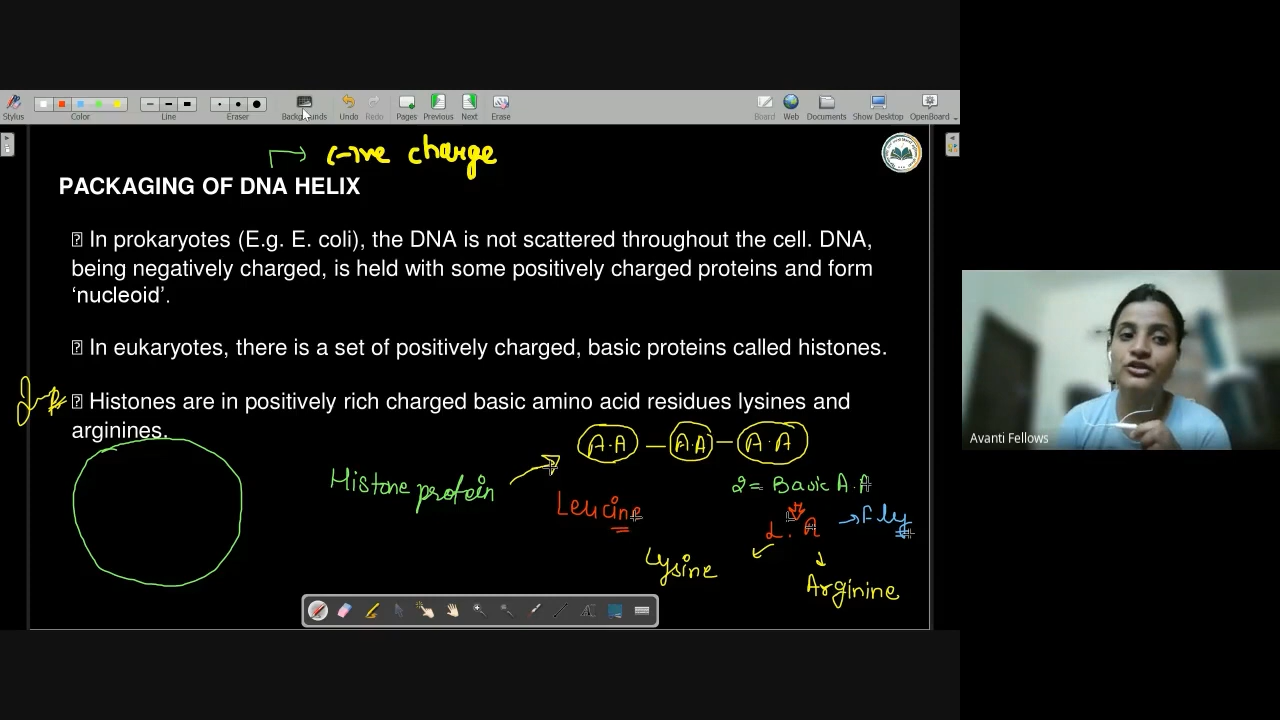 Stylus Color Line Eraser Backgrounds Undo Redo Pages Previous Next Erase Board Web Documents Show Desktop OpenBoard
(-)ve charge
PACKAGING OF DNA HELIX
In prokaryotes (E.g. E. coli), the DNA is not scattered throughout the cell. DNA,
being negatively charged, is held with some positively charged proteins and form
‘nucleoid’.
In eukaryotes, there is a set of positively charged, basic proteins called histones.
Imp
Histones are in positively rich charged basic amino acid residues lysines and
arginines.
A.A — A.A — A.A
Histone protein
2 = Basic A.A
Leucine
L. A → Fly
Lysine
Arginine
Avanti Fellows